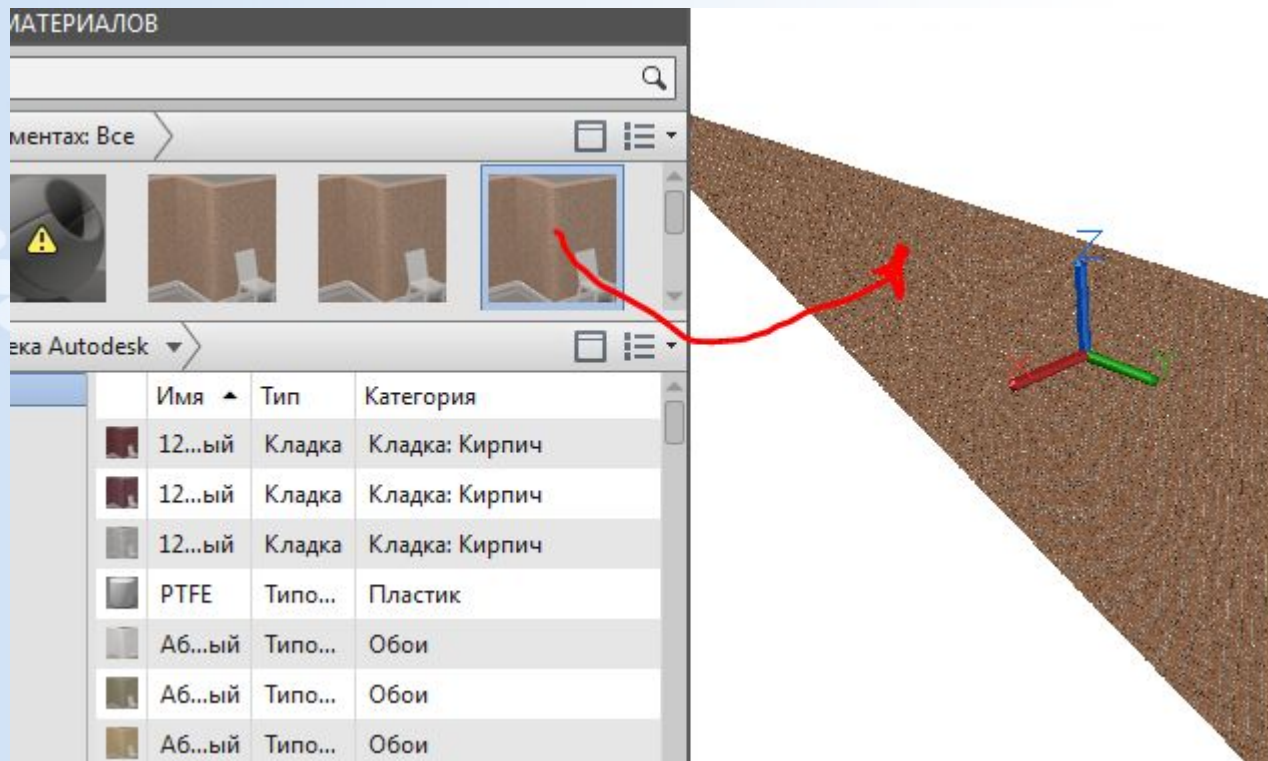 МАТЕРИАЛОВ
ментах: Все
ека Autodesk
Имя Тип Категория
12...ый Кладка Кладка: Кирпич
12...ый Кладка Кладка: Кирпич
12...ый Кладка Кладка: Кирпич
PTFE Типо... Пластик
Аб...ый Типо... Обои
Аб...ый Типо... Обои
Аб...ый Типо... Обои
Z
X
Y